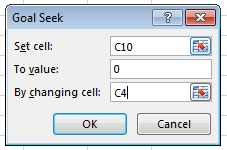 Goal Seek
Set cell: C10
To value: 0
By changing cell: C4
OK Cancel